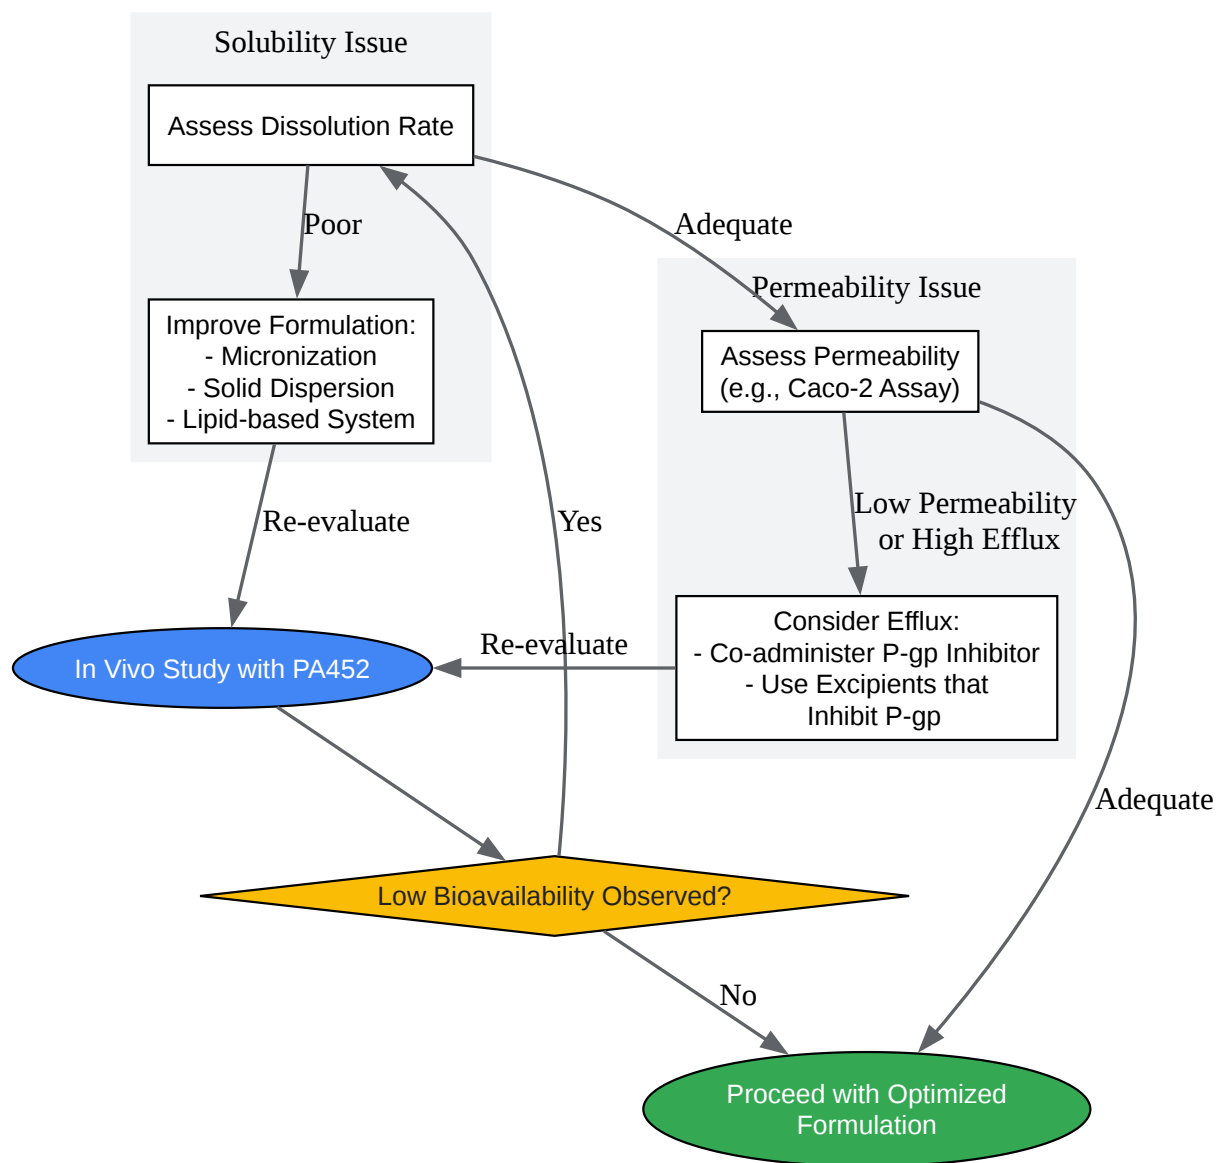 Solubility Issue
Assess Dissolution Rate
Poor
Adequate
Permeability Issue
Improve Formulation:
- Micronization
- Solid Dispersion
- Lipid-based System
Assess Permeability
(e.g., Caco-2 Assay)
Re-evaluate
Yes
Low Permeability
or High Efflux
Consider Efflux:
- Co-administer P-gp Inhibitor
- Use Excipients that
Inhibit P-gp
Re-evaluate
In Vivo Study with PA452
Adequate
Low Bioavailability Observed?
No
Proceed with Optimized
Formulation